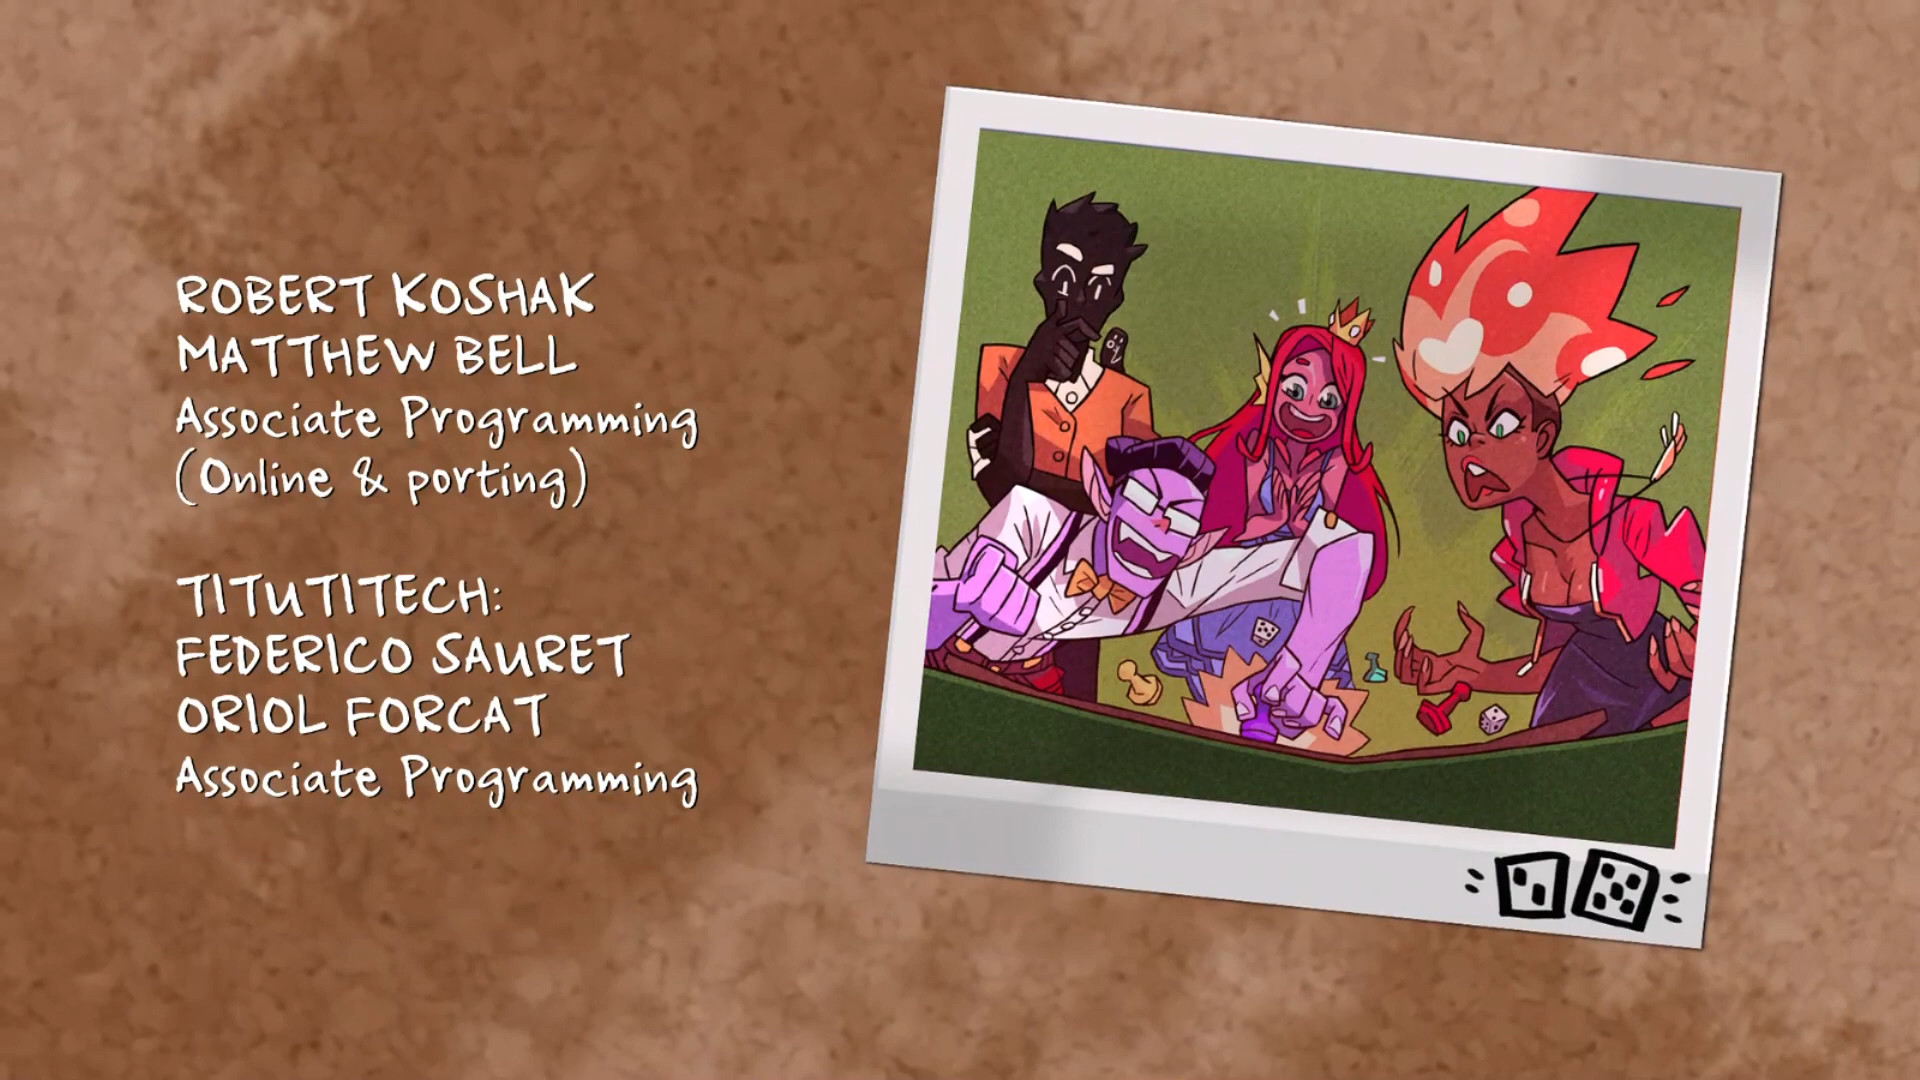 ROBERT KOSHAK
MATTHEW BELL
Associate Programming
(Online & porting)
TITUTITECH:
FEDERICO SAURET
ORIOL FORCAT
Associate Programming